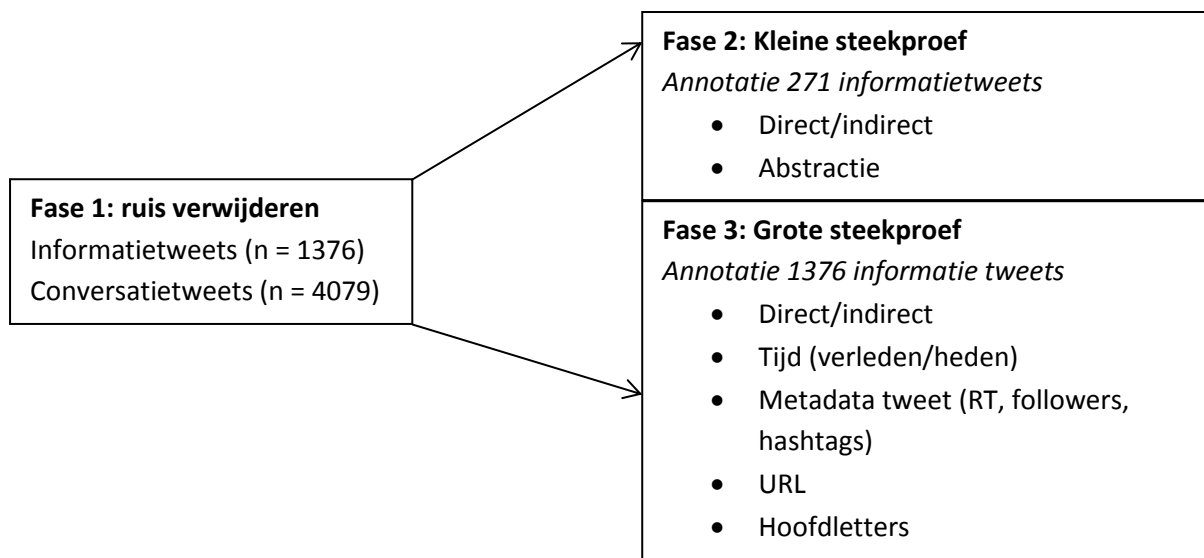 Fase 1: ruis verwijderen
Informatietweets (n = 1376)
Conversatietweets (n = 4079)
Fase 2: Kleine steekproef
Annotatie 271 informatietweets
• Direct/indirect
• Abstractie
Fase 3: Grote steekproef
Annotatie 1376 informatie tweets
• Direct/indirect
• Tijd (verleden/heden)
• Metadata tweet (RT, followers,
hashtags)
• URL
• Hoofdletters